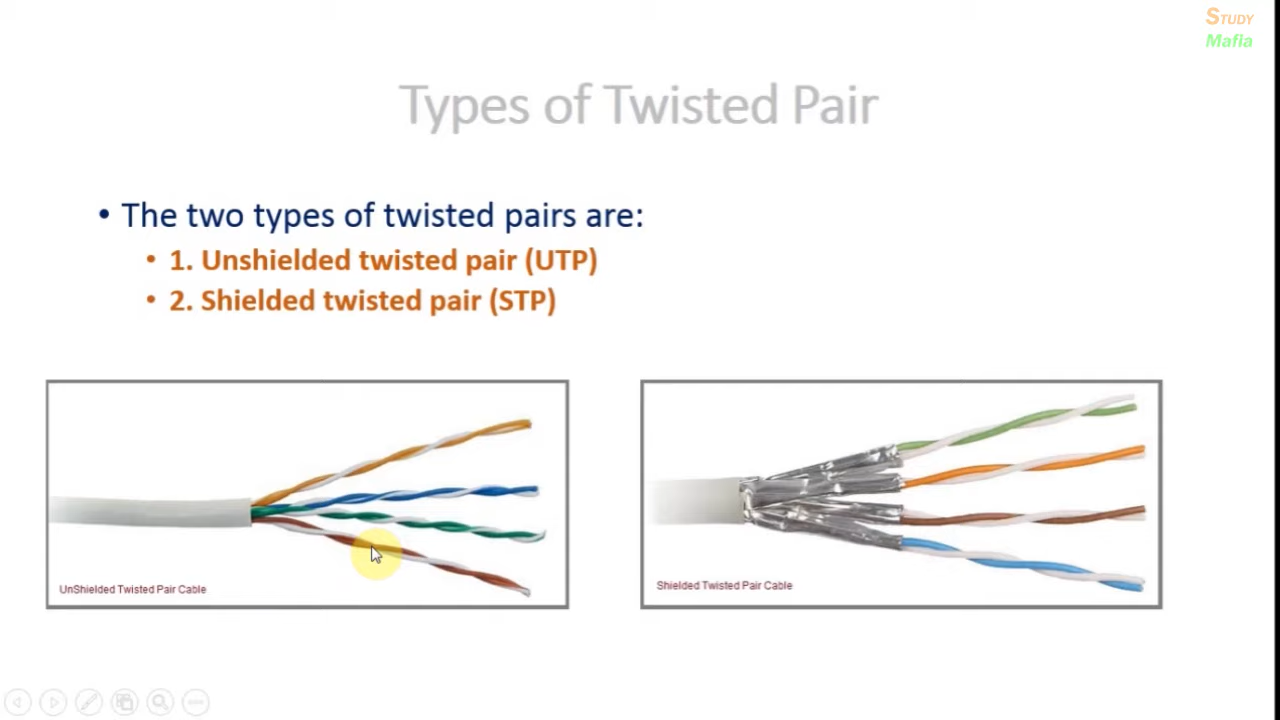 STUDY
Mafia
Types of Twisted Pair
• The two types of twisted pairs are:
• 1. Unshielded twisted pair (UTP)
• 2. Shielded twisted pair (STP)
UnShielded Twisted Pair Cable
Shielded Twisted Pair Cable